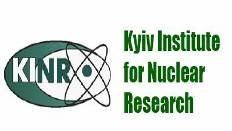 KINR
Kyiv Institute
for Nuclear
Research